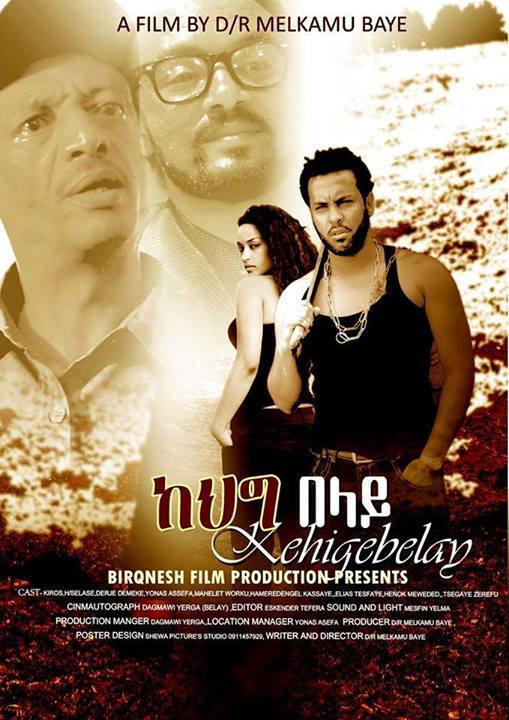 A FILM BY D/R MELKAMU BAYE
ከህግ በላይ
Kehigebelay
BIRQNESH FILM PRODUCTION PRESENTS
CAST- KIROS,H/SELASE,DERJE DEMEKE,YONAS ASSEFA,MAHELET WORKU,HAMEREDENGEL KASSAYE,,ELIAS TESFAYE,HENOK MEWEDED,,TSEGAYE ZEREFU
CINMAUTOGRAPH DAGMAWI YERGA (BELAY) ,EDITOR ESKENDER TEFERA SOUND AND LIGHT MESFIN YELMA
PRODUCTION MANGER DAGMAWI YERGA,,LOCATION MANAGER YONAS ASEFA PRODUCER D/R MELKAMU BAYE ,
POSTER DESIGN SHEWA PICTURE'S STUDIO 0911457929, WRITER AND DIRECTOR D/R MELKAMU BAYE